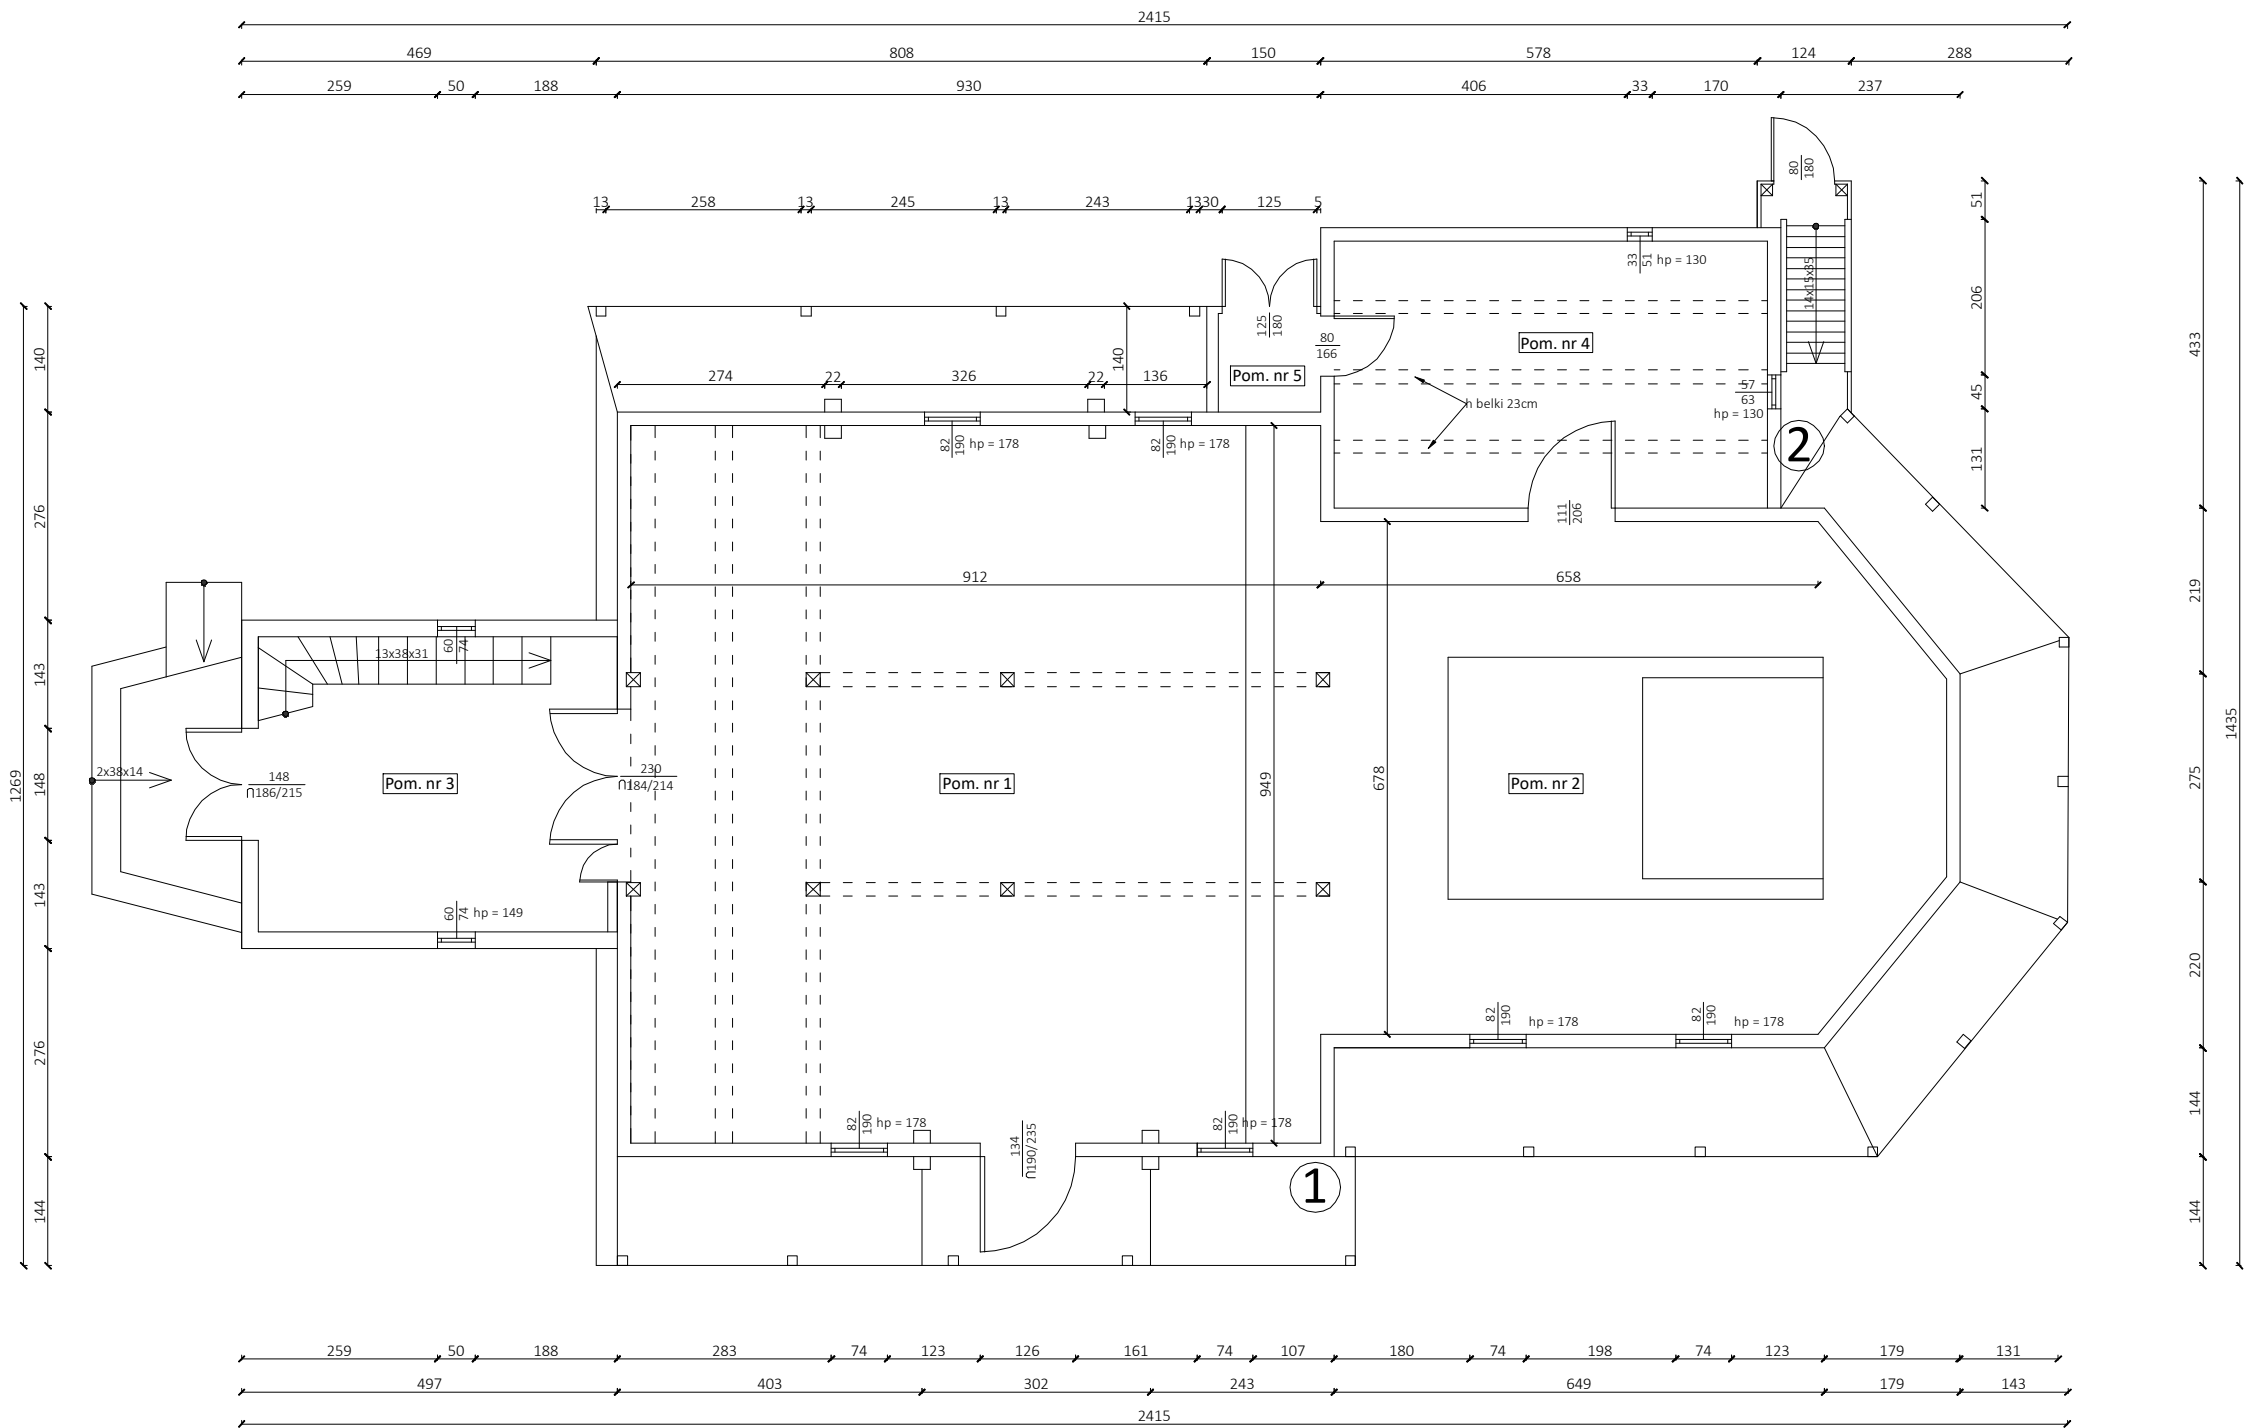 2415
469 808 150 578 124 288
259 50 188 930 406 33 170 237
80
180
13 258 13 245 13 243 13 30 125 5
51
33
51
hp = 130
14x15x35
206
125
180
80
166
Pom. nr 4
433
140
140
274 22 326 22 136
Pom. nr 5
57
63
hp = 130
45
h belki 23cm
82
190
hp = 178
82
190
hp = 178
2
131
276
111
206
912 658
219
60
74
13x38x31
143
1435
1269
2x38x14
148
148
∩186/215
Pom. nr 3
230
∩184/214
Pom. nr 1
949
678
Pom. nr 2
275
143
60
74
hp = 149
220
276
82
190
hp = 178
82
190
hp = 178
82
190
hp = 178
134
∩190/235
82
190
hp = 178
144
1
144
144
259 50 188 283 74 123 126 161 74 107 180 74 198 74 123 179 131
497 403 302 243 649 179 143
2415